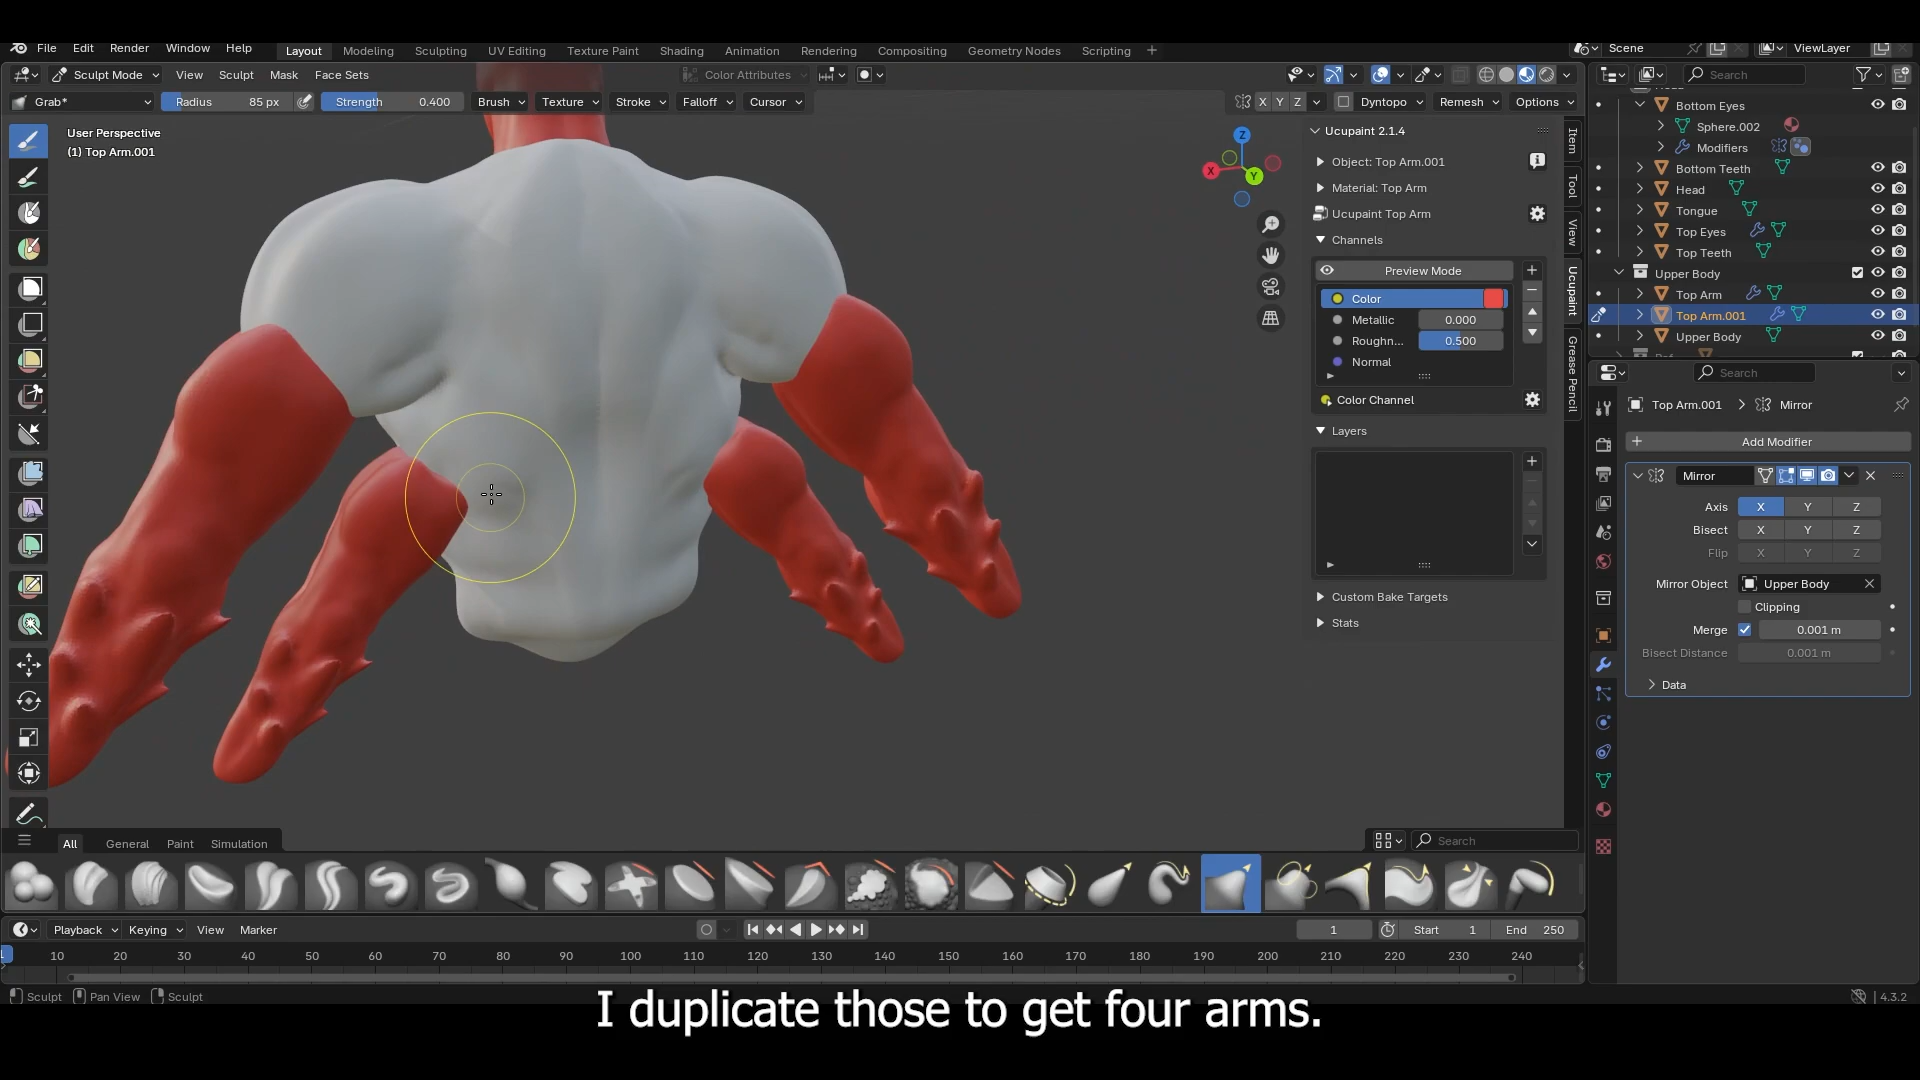 File Edit Render Window Help
Layout Modeling Sculpting UV Editing Texture Paint Shading Animation Rendering Compositing Geometry Nodes Scripting +
Scene ViewLayer
Sculpt Mode View Sculpt Mask Face Sets Color Attributes
Search
Grab* Radius 85 px Strength 0.400 Brush Texture Stroke Falloff Cursor X Y Z Dyntopo Remesh Options
User Perspective
(1) Top Arm.001
Z
X
Y
Ucupaint 2.1.4
Object: Top Arm.001
Material: Top Arm
Ucupaint Top Arm
Channels
Preview Mode
Color
Metallic 0.000
Roughn... 0.500
Normal
Color Channel
Layers
Custom Bake Targets
Stats
Item
Tool
View
Ucupaint
Grease Pencil
Bottom Eyes
Sphere.002
Modifiers
Bottom Teeth
Head
Tongue
Top Eyes
Top Teeth
Upper Body
Top Arm
Top Arm.001
Upper Body
Search
Top Arm.001 > Mirror
Add Modifier
Mirror
Axis X Y Z
Bisect X Y Z
Flip X Y Z
Mirror Object Upper Body
Clipping
Merge 0.001 m
Bisect Distance 0.001 m
Data
All General Paint Simulation Search
Playback Keying View Marker 1 Start 1 End 250
1 10 20 30 40 50 60 70 80 90 100 110 120 130 140 150 160 170 180 190 200 210 220 230 240
Sculpt Pan View Sculpt 4.3.2
I duplicate those to get four arms.